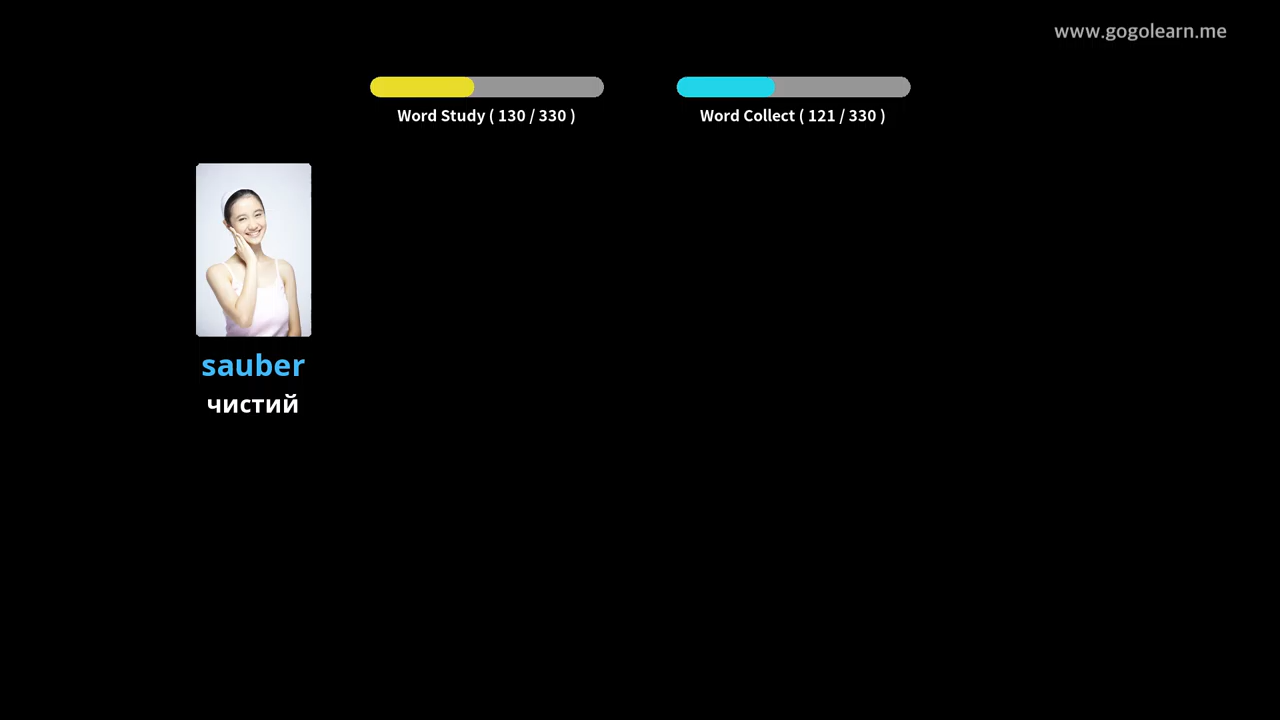 www.gogolearn.me
Word Study ( 130 / 330 )
Word Collect ( 121 / 330 )
sauber
чистий